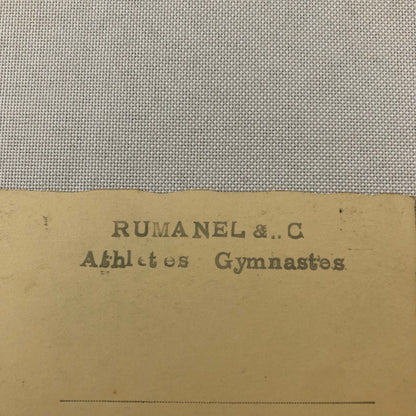 RUMANEL &.. C
Athletes Gymnastes